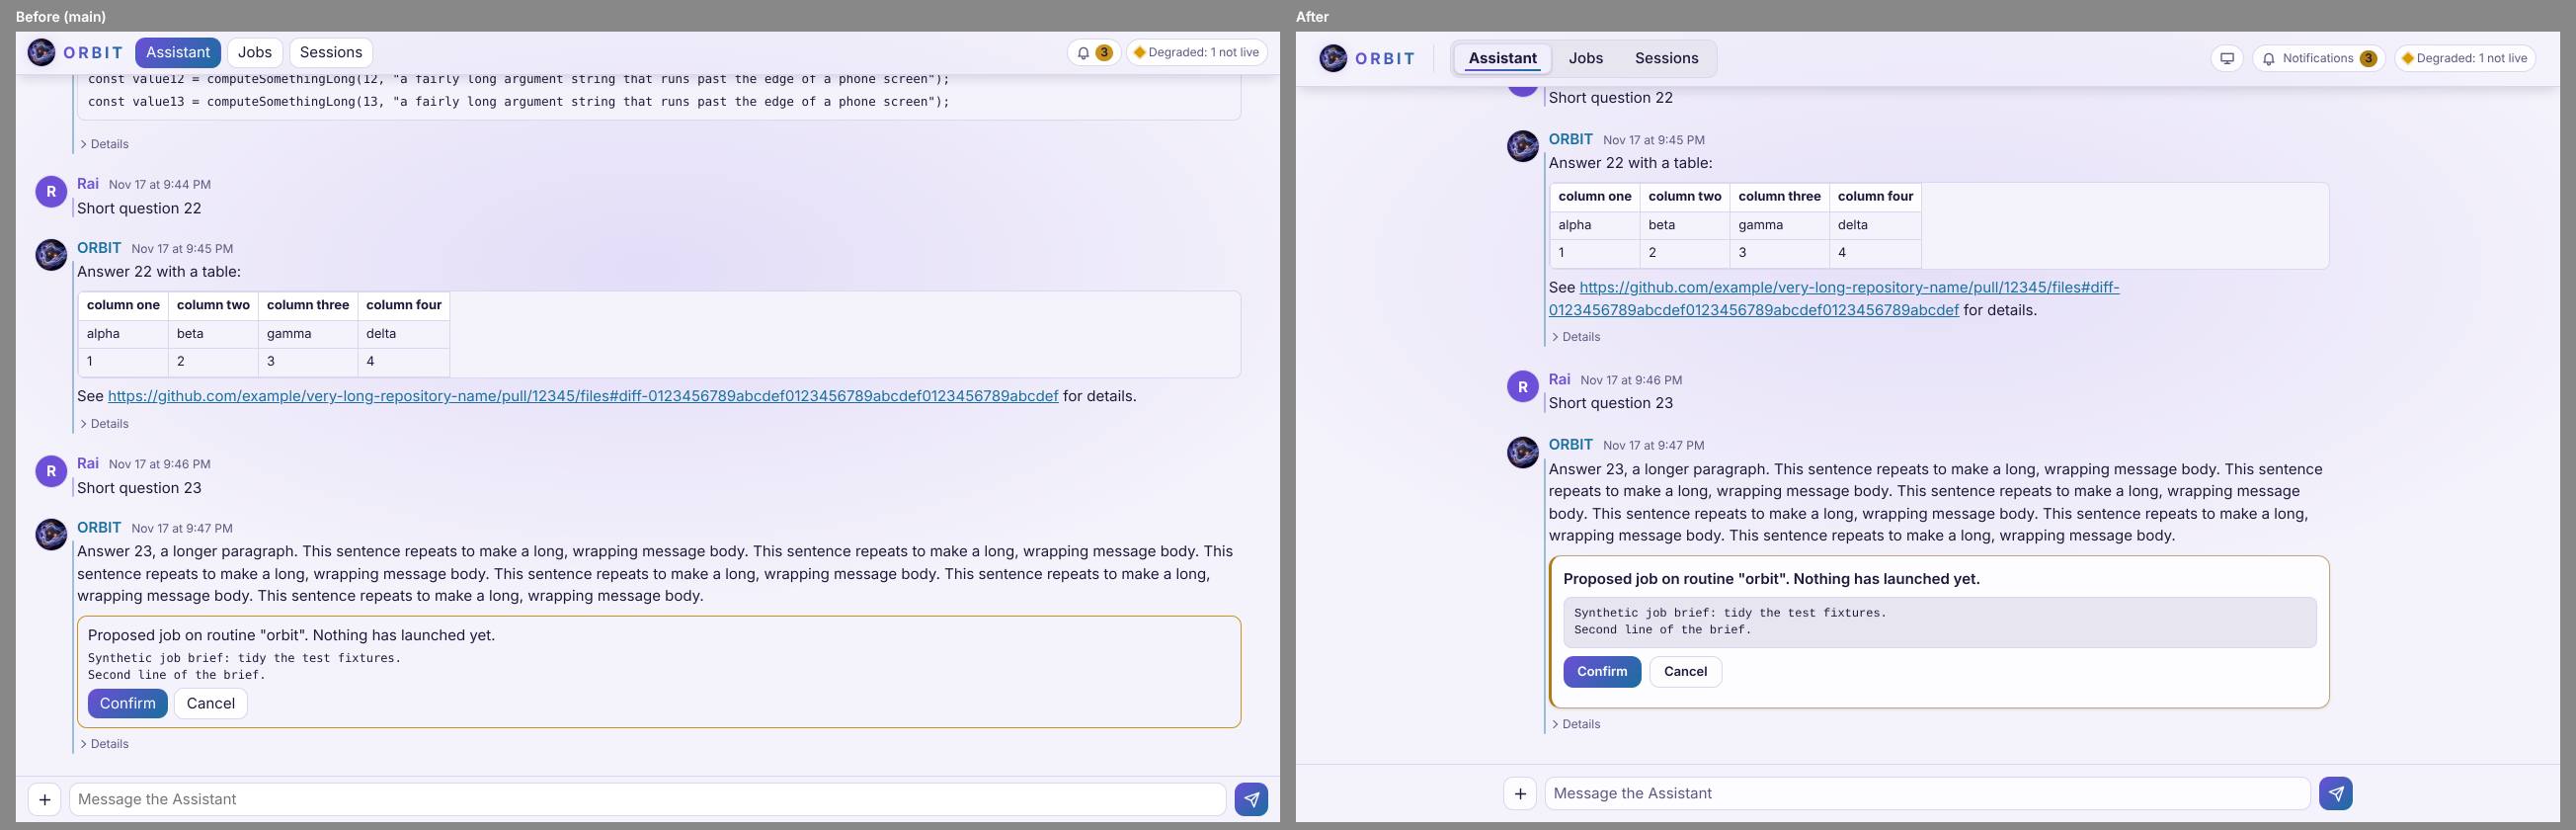 Before (main)
ORBIT
Assistant
Jobs
Sessions
3
Degraded: 1 not live
const value12 = computeSomethingLong(12, "a fairly long argument string that runs past the edge of a phone screen");
const value13 = computeSomethingLong(13, "a fairly long argument string that runs past the edge of a phone screen");
Details
R
Rai Nov 17 at 9:44 PM
Short question 22
ORBIT Nov 17 at 9:45 PM
Answer 22 with a table:
column one column two column three column four
alpha beta gamma delta
1 2 3 4
See https://github.com/example/very-long-repository-name/pull/12345/files#diff-0123456789abcdef0123456789abcdef0123456789abcdef for details.
Details
R
Rai Nov 17 at 9:46 PM
Short question 23
ORBIT Nov 17 at 9:47 PM
Answer 23, a longer paragraph. This sentence repeats to make a long, wrapping message body. This sentence repeats to make a long, wrapping message body. This
sentence repeats to make a long, wrapping message body. This sentence repeats to make a long, wrapping message body. This sentence repeats to make a long,
wrapping message body. This sentence repeats to make a long, wrapping message body.
Proposed job on routine "orbit". Nothing has launched yet.
Synthetic job brief: tidy the test fixtures.
Second line of the brief.
Confirm
Cancel
Details
Message the Assistant
After
ORBIT
Assistant
Jobs
Sessions
Notifications 3
Degraded: 1 not live
Short question 22
ORBIT Nov 17 at 9:45 PM
Answer 22 with a table:
column one column two column three column four
alpha beta gamma delta
1 2 3 4
See https://github.com/example/very-long-repository-name/pull/12345/files#diff-
0123456789abcdef0123456789abcdef0123456789abcdef for details.
Details
R
Rai Nov 17 at 9:46 PM
Short question 23
ORBIT Nov 17 at 9:47 PM
Answer 23, a longer paragraph. This sentence repeats to make a long, wrapping message body. This sentence
repeats to make a long, wrapping message body. This sentence repeats to make a long, wrapping message
body. This sentence repeats to make a long, wrapping message body. This sentence repeats to make a long,
wrapping message body. This sentence repeats to make a long, wrapping message body.
Proposed job on routine "orbit". Nothing has launched yet.
Synthetic job brief: tidy the test fixtures.
Second line of the brief.
Confirm
Cancel
Details
Message the Assistant